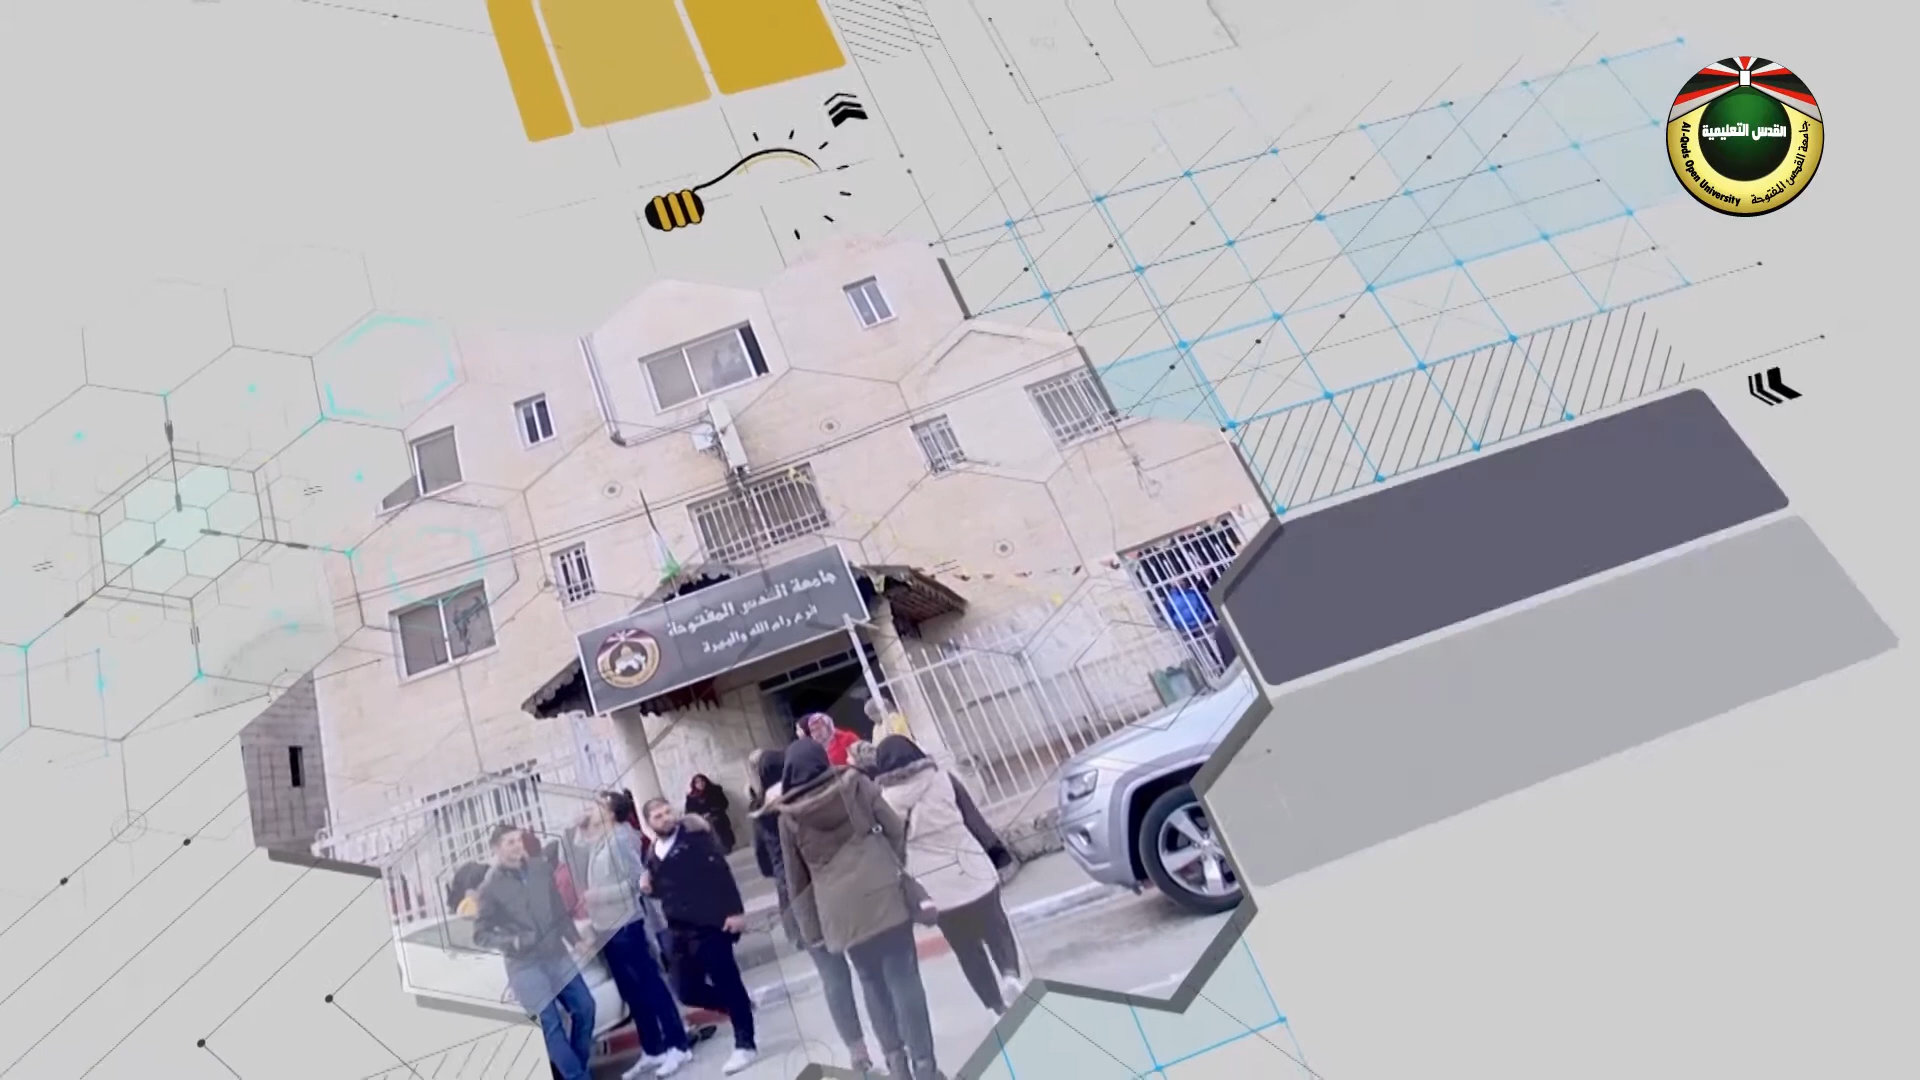 القدس التعليمية
جامعة القدس المفتوحة
Al-Quds Open University
جامعة القدس المفتوحة
فرع رام الله والبيرة